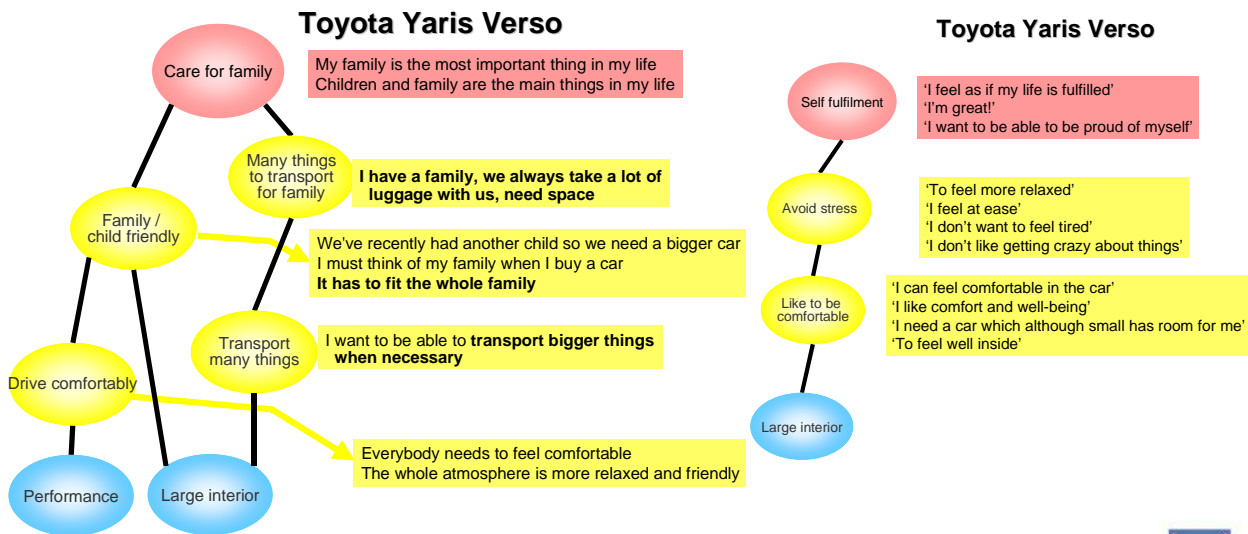 Toyota Yaris Verso
Care for family
My family is the most important thing in my life
Children and family are the main things in my life
Many things
to transport
for family
I have a family, we always take a lot of
luggage with us, need space
Family /
child friendly
We’ve recently had another child so we need a bigger car
I must think of my family when I buy a car
It has to fit the whole family
Transport
many things
I want to be able to transport bigger things
when necessary
Drive comfortably
Everybody needs to feel comfortable
The whole atmosphere is more relaxed and friendly
Performance
Large interior
Toyota Yaris Verso
Self fulfilment
‘I feel as if my life is fulfilled’
‘I’m great!’
‘I want to be able to be proud of myself’
Avoid stress
‘To feel more relaxed’
‘I feel at ease’
‘I don’t want to feel tired’
‘I don’t like getting crazy about things’
Like to be
comfortable
‘I can feel comfortable in the car’
‘I like comfort and well-being’
‘I need a car which although small has room for me’
‘To feel well inside’
Large interior